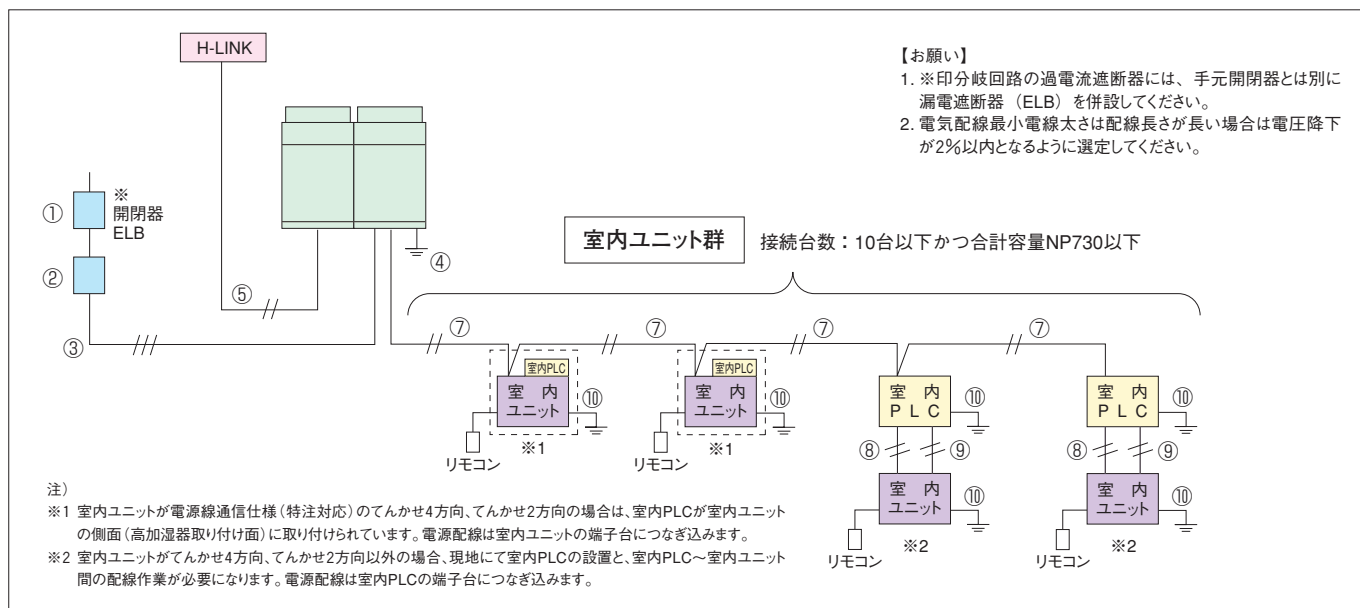 H-LINK
【お願い】
1. ※印分岐回路の過電流遮断器には、手元開閉器とは別に
漏電遮断器（ELB）を併設してください。
2. 電気配線最小電線太さは配線長さが長い場合は電圧降下
が2％以内となるように選定してください。
①
※
開閉器
ELB
②
③
④
⑤
室内ユニット群
接続台数：10台以下かつ合計容量NP730以下
⑦
⑦
⑦
⑦
室内PLC
室内
ユニット
⑩
リモコン
※1
室内PLC
室内
ユニット
⑩
リモコン
※1
室内
PLC
⑩
⑧
⑨
室内
ユニット
⑩
リモコン
※2
室内
PLC
⑩
⑧
⑨
室内
ユニット
⑩
リモコン
※2
注）
※1 室内ユニットが電源線通信仕様（特注対応）のてんかせ4方向、てんかせ2方向の場合は、室内PLCが室内ユニット
の側面（高加湿器取り付け面）に取り付けられています。電源配線は室内ユニットの端子台につなぎ込みます。
※2 室内ユニットがてんかせ4方向、てんかせ2方向以外の場合、現地にて室内PLCの設置と、室内PLC～室内ユニット
間の配線作業が必要になります。電源配線は室内PLCの端子台につなぎ込みます。